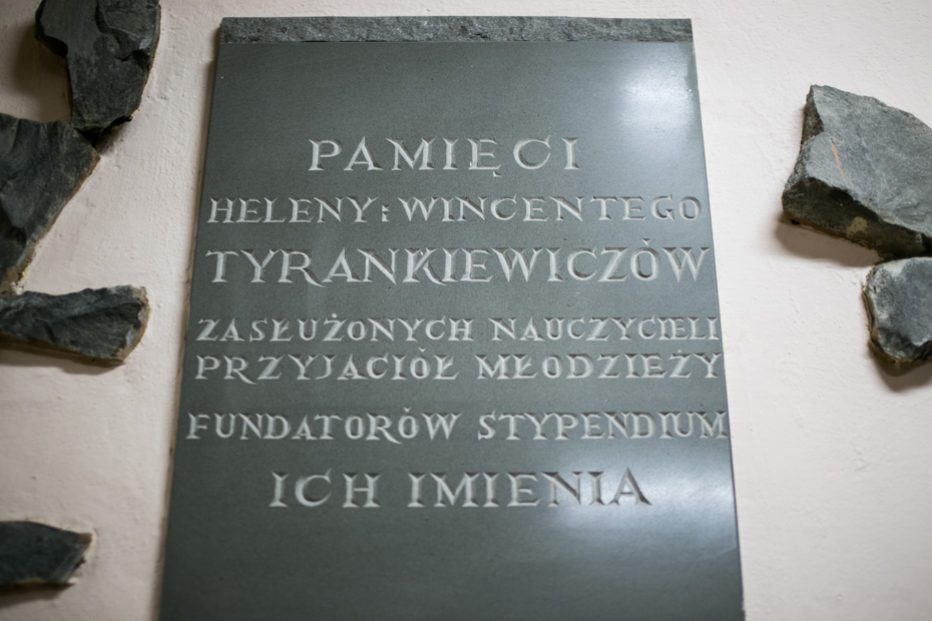 PAMIĘCI
HELENY i WINCENTEGO
TYRANKIEWICZÓW
ZASŁUŻONYCH NAUCZYCIELI
PRZYJACIÓŁ MŁODZIEŻY
FUNDATORÓW STYPENDIUM
ICH IMIENIA